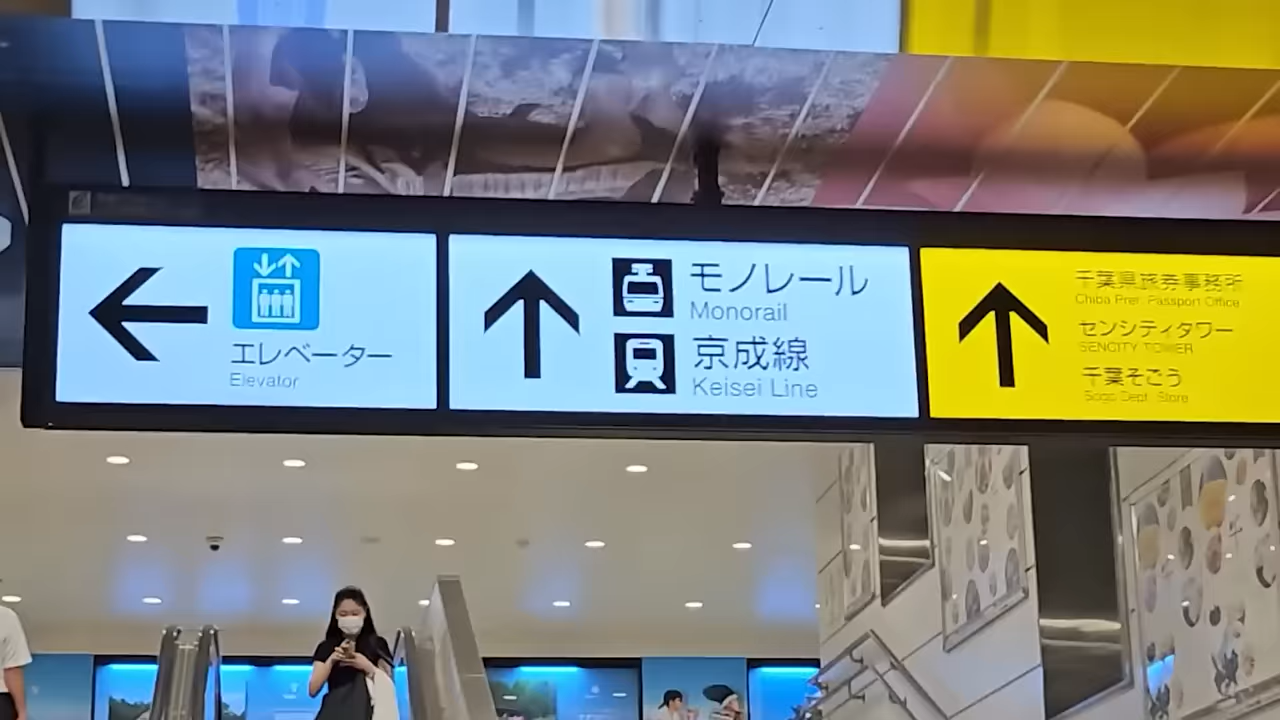 エレベーター
Elevator
モノレール
Monorail
京成線
Keisei Line
千葉県旅券事務所
Chiba Pref. Passport Office
センシティタワー
SENCITY TOWER
千葉そごう
Sogo Dept. Store